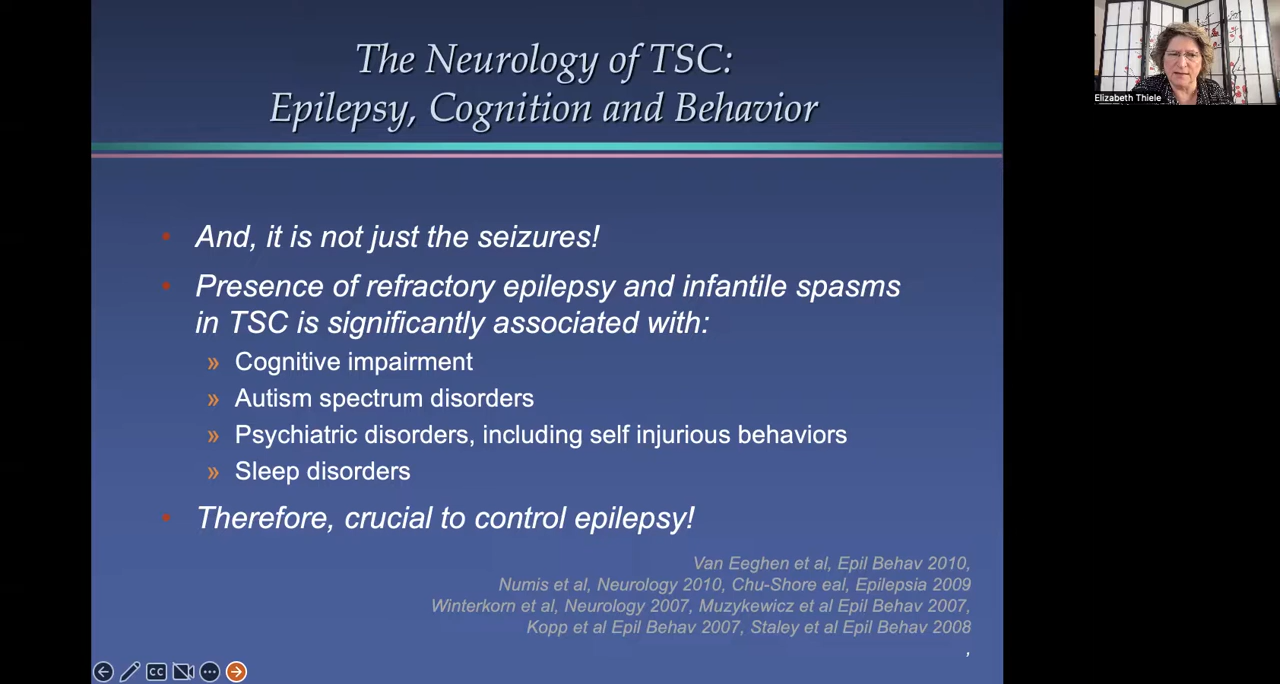 The Neurology of TSC:
Epilepsy, Cognition and Behavior
Elizabeth Thiele
• And, it is not just the seizures!
• Presence of refractory epilepsy and infantile spasms
in TSC is significantly associated with:
» Cognitive impairment
» Autism spectrum disorders
» Psychiatric disorders, including self injurious behaviors
» Sleep disorders
• Therefore, crucial to control epilepsy!
Van Eeghen et al, Epil Behav 2010,
Numis et al, Neurology 2010, Chu-Shore eal, Epilepsia 2009
Winterkorn et al, Neurology 2007, Muzykewicz et al Epil Behav 2007,
Kopp et al Epil Behav 2007, Staley et al Epil Behav 2008
,
CC